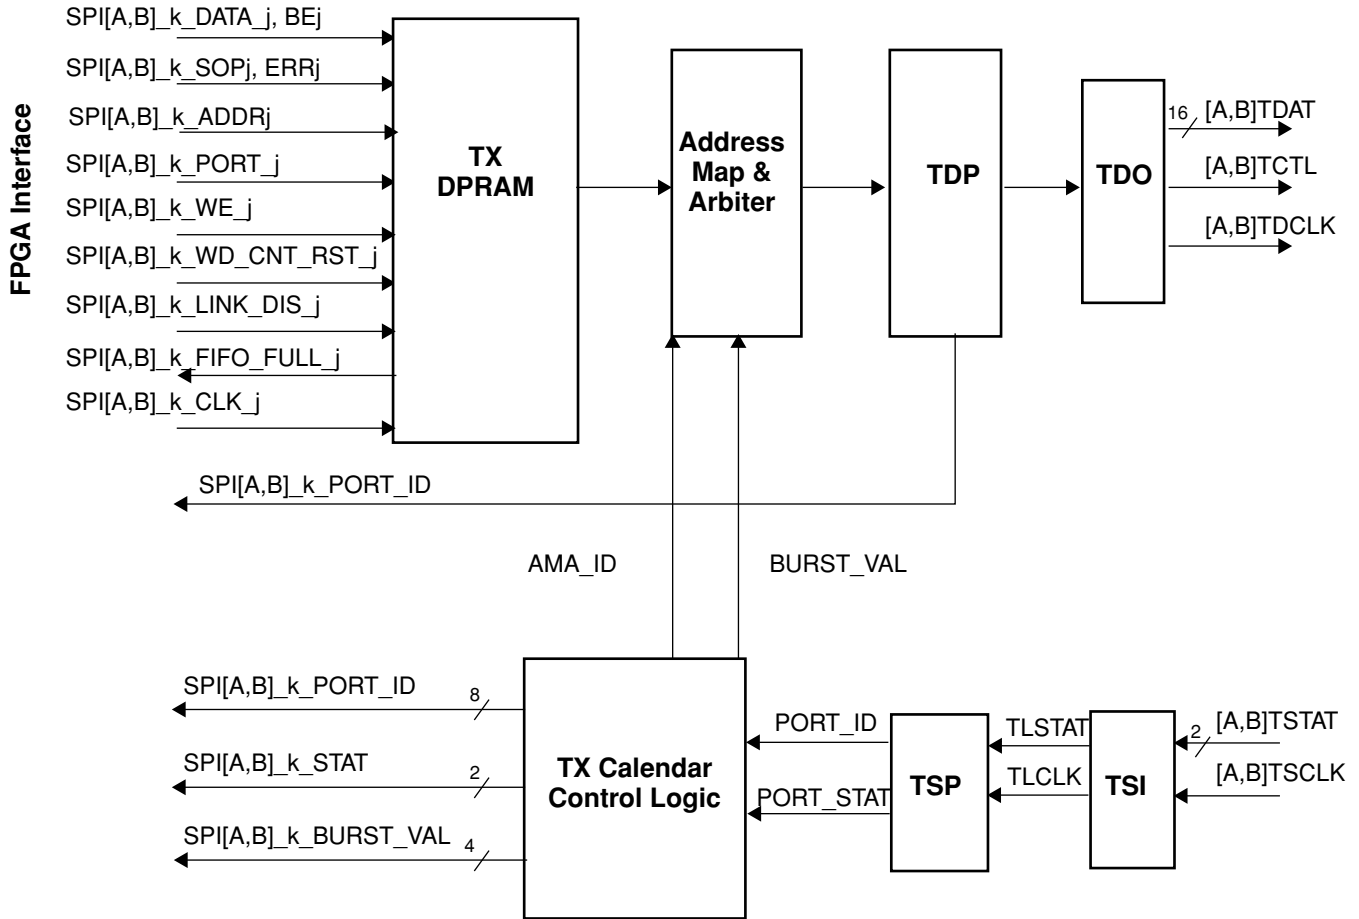 FPGA Interface
SPI[A,B]_k_DATA_j, BEj
SPI[A,B]_k_SOPj, ERRj
SPI[A,B]_k_ADDRj
SPI[A,B]_k_PORT_j
SPI[A,B]_k_WE_j
SPI[A,B]_k_WD_CNT_RST_j
SPI[A,B]_k_LINK_DIS_j
SPI[A,B]_k_FIFO_FULL_j
SPI[A,B]_k_CLK_j
TX
DPRAM
Address
Map &
Arbiter
TDP
TDO
16
[A,B]TDAT
[A,B]TCTL
[A,B]TDCLK
SPI[A,B]_k_PORT_ID
AMA_ID
BURST_VAL
SPI[A,B]_k_PORT_ID
8
SPI[A,B]_k_STAT
2
SPI[A,B]_k_BURST_VAL
4
TX Calendar
Control Logic
PORT_ID
PORT_STAT
TSP
TLSTAT
TLCLK
TSI
2
[A,B]TSTAT
[A,B]TSCLK